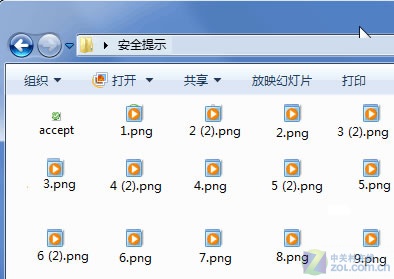 安全提示
组织 打开 共享 放映幻灯片 打印
accept 1.png 2 (2).png 2.png 3 (2).png
3.png 4 (2).png 4.png 5 (2).png 5.png
6 (2).png 6.png 7.png 8.png 9.png
中关村在线
zol.com.cn